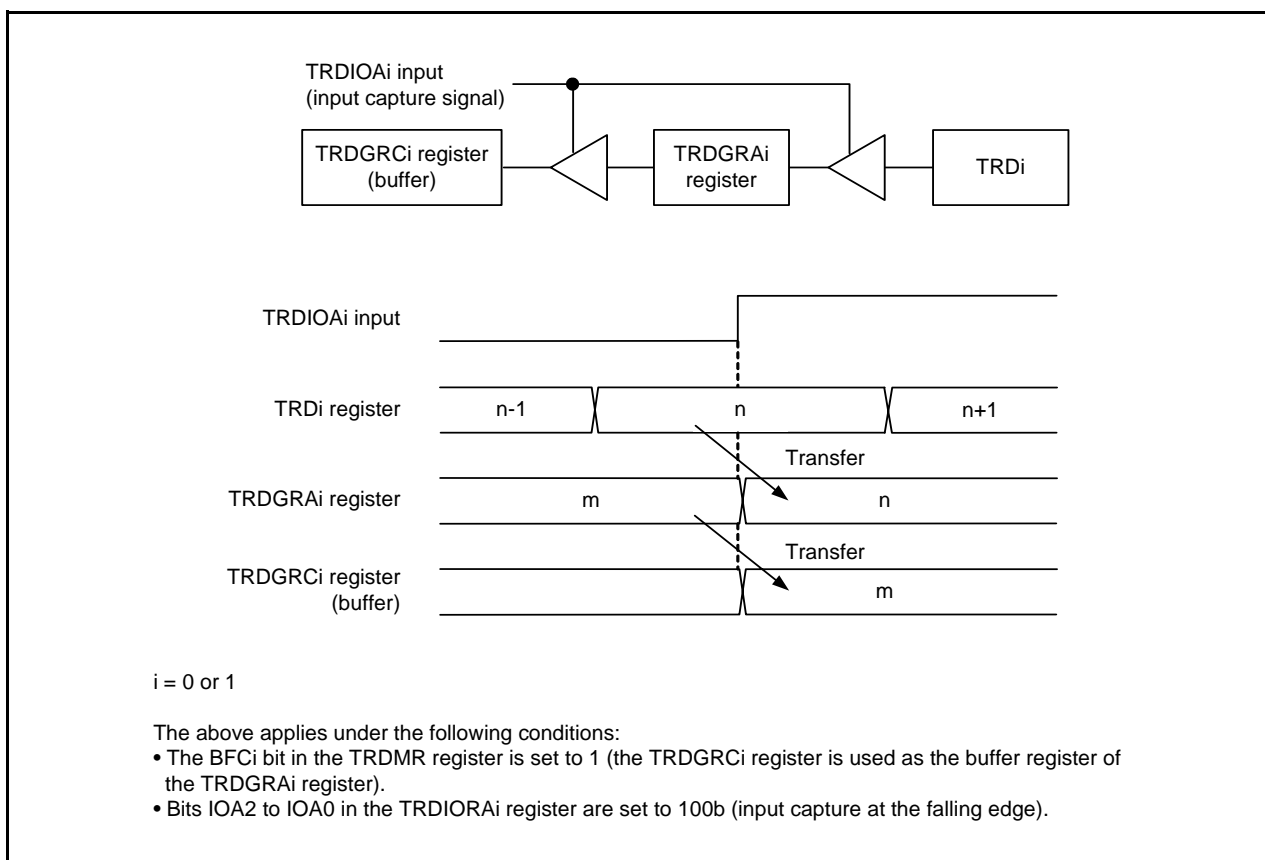 TRDIOAi input
(input capture signal)
TRDGRCi register
(buffer)
TRDGRAi
register
TRDi
TRDIOAi input
TRDi register
n-1
n
n+1
Transfer
TRDGRAi register
m
n
Transfer
TRDGRCi register
(buffer)
m
i = 0 or 1
The above applies under the following conditions:
• The BFCi bit in the TRDMR register is set to 1 (the TRDGRCi register is used as the buffer register of
the TRDGRAi register).
• Bits IOA2 to IOA0 in the TRDIORAi register are set to 100b (input capture at the falling edge).